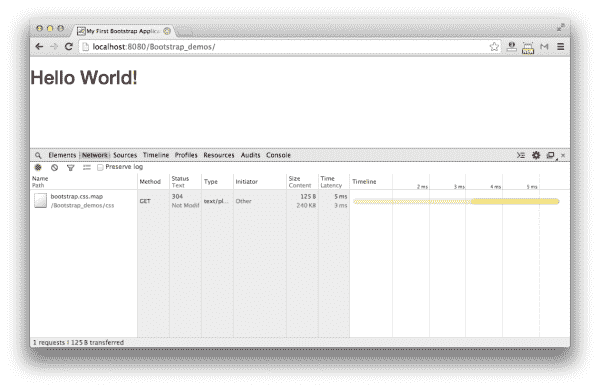 My First Bootstrap Applica
localhost:8080/Bootstrap_demos/
Hello World!
Elements Network Sources Timeline Profiles Resources Audits Console
Preserve log
Name Method Status Type Initiator Size Time Timeline
Path Text Content Latency
2 ms 3 ms 4 ms 5 ms
bootstrap.css.map GET 304 text/pl... Other 125 B 5 ms
/Bootstrap_demos/css Not Modif 240 KB 3 ms
1 requests | 125 B transferred